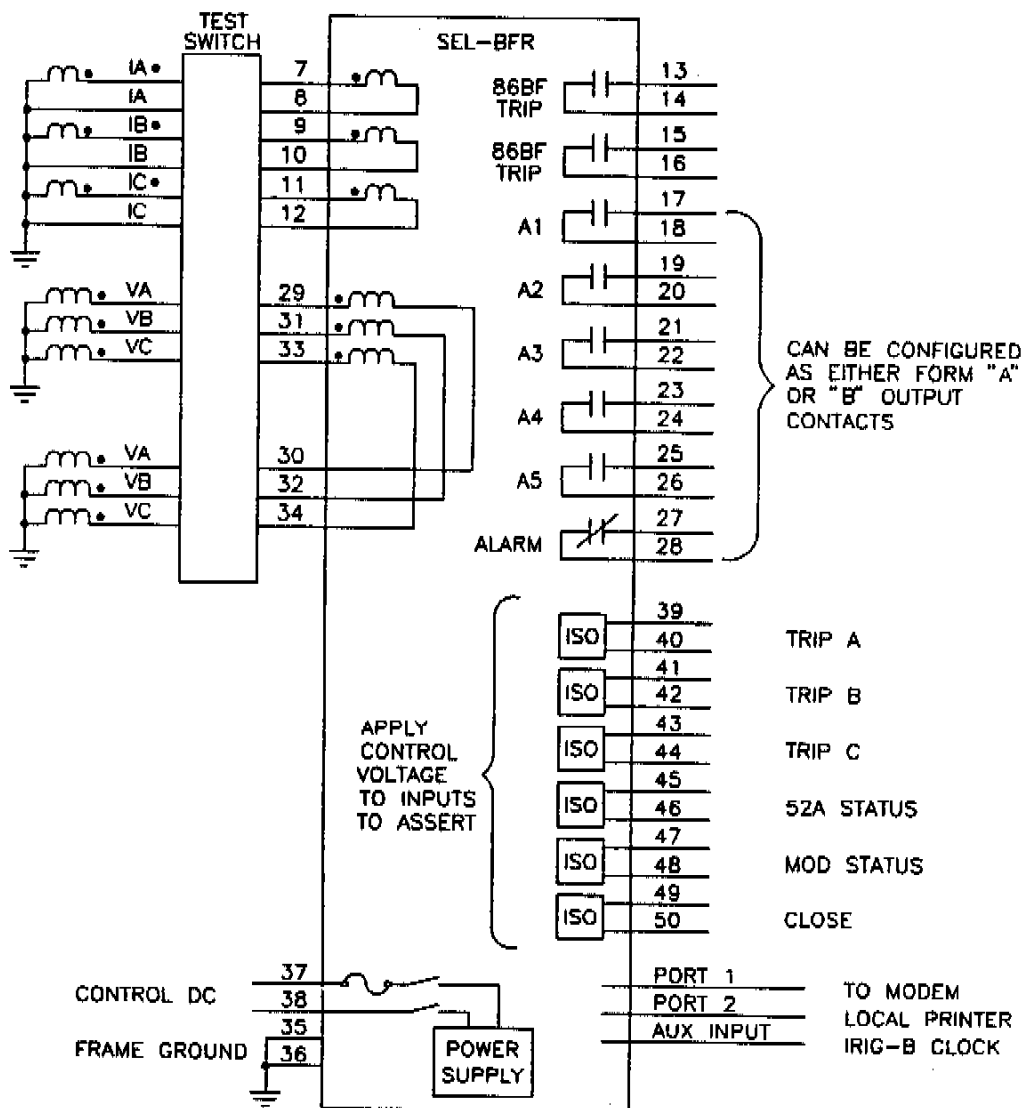 TEST
SWITCH
SEL-BFR
IA
7
IA
8
IB
9
IB
10
IC
11
IC
12
VA
29
VB
31
VC
33
VA
30
VB
32
VC
34
86BF
TRIP
13
14
86BF
TRIP
15
16
A1
17
18
A2
19
20
A3
21
22
A4
23
24
A5
25
26
ALARM
27
28
CAN BE CONFIGURED
AS EITHER FORM "A"
OR "B" OUTPUT
CONTACTS
APPLY
CONTROL
VOLTAGE
TO INPUTS
TO ASSERT
ISO
39
40
TRIP A
ISO
41
42
TRIP B
ISO
43
44
TRIP C
ISO
45
46
52A STATUS
ISO
47
48
MOD STATUS
ISO
49
50
CLOSE
CONTROL DC
37
38
FRAME GROUND
35
36
POWER
SUPPLY
PORT 1
TO MODEM
PORT 2
LOCAL PRINTER
AUX INPUT
IRIG-B CLOCK